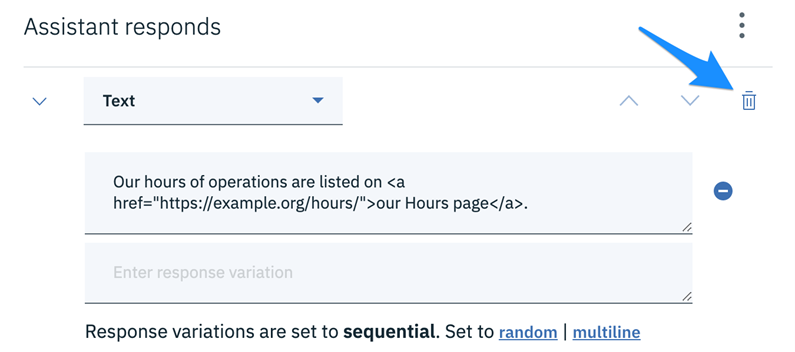 Assistant responds
Text
Our hours of operations are listed on <a
href="https://example.org/hours/">our Hours page</a>.
Enter response variation
Response variations are set to sequential. Set to random | multiline